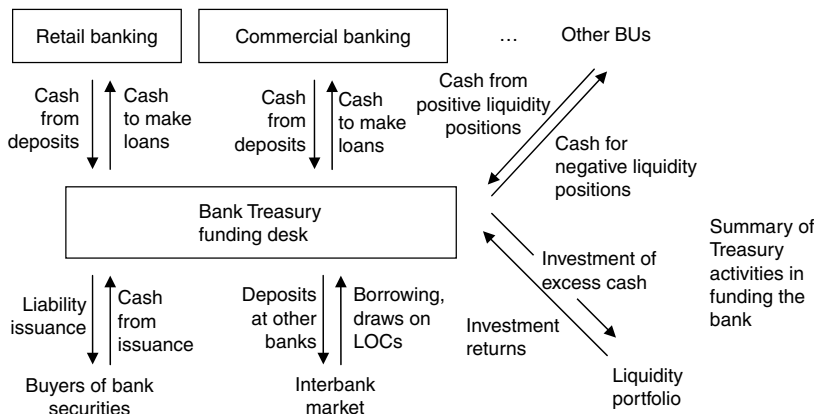 Retail banking
Commercial banking
...
Other BUs
Cash
from
deposits
Cash
to make
loans
Cash
from
deposits
Cash
to make
loans
Cash from
positive liquidity
positions
Cash for
negative liquidity
positions
Bank Treasury
funding desk
Summary of
Treasury
activities in
funding the
bank
Liability
issuance
Cash
from
issuance
Deposits
at other
banks
Borrowing,
draws on
LOCs
Investment of
excess cash
Investment
returns
Buyers of bank
securities
Interbank
market
Liquidity
portfolio